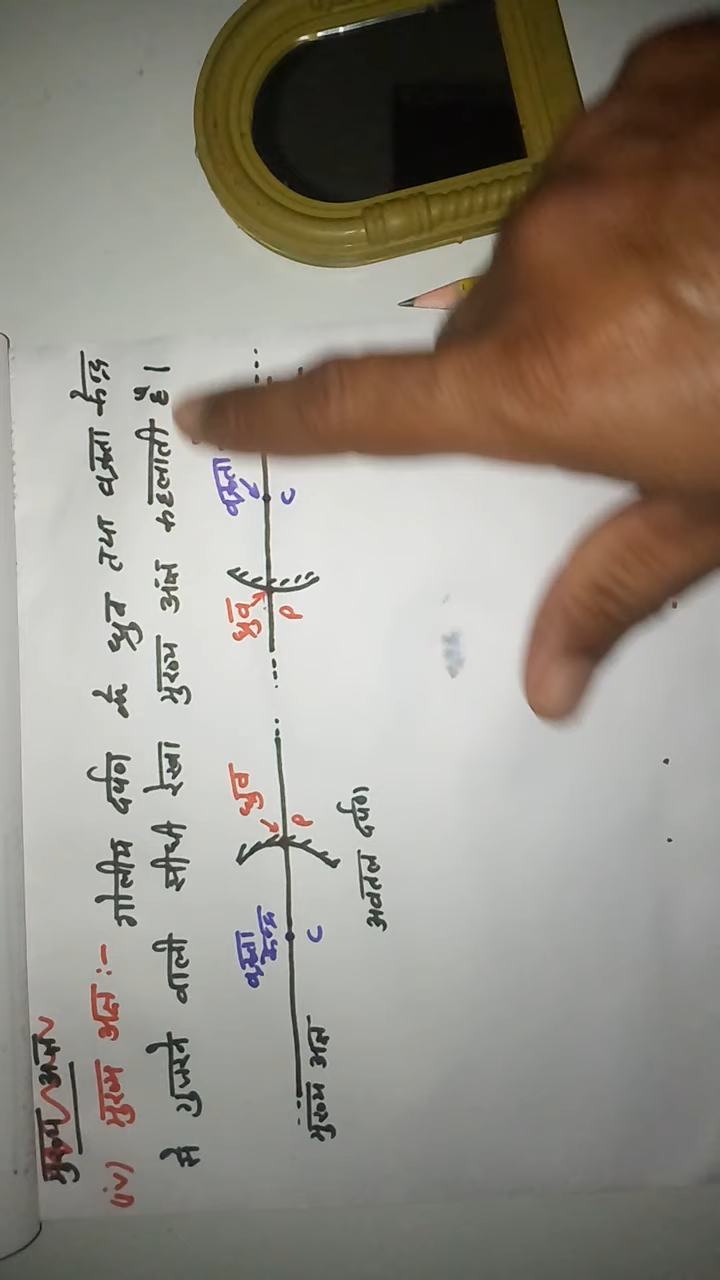 मुख्य अक्ष
(iv) मुख्य अक्ष :- गोलीय दर्पण के ध्रुव तथा वक्रता केन्द्र
से गुजरने वाली सीधी रेखा मुख्य अक्ष कहलाती है।
वक्रता केन्द्र
ध्रुव
ध्रुव
वक्रता
C
P
P
C
मुख्य अक्ष
अवतल दर्पण